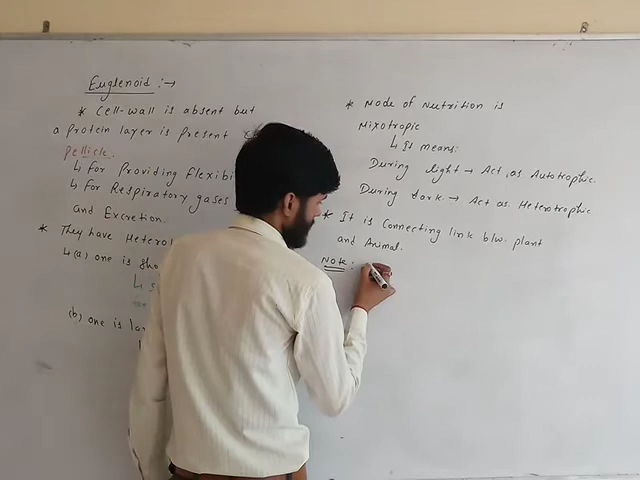 Euglenoid :→
* Cell-wall is absent but
a protein layer is present
pellicle.
↳ for Providing flexibi
↳ for Respiratory gases
and Excretion.
* They have Hetero
↳ (a) one is sho
(b) one is
* Mode of Nutrition is
Mixotropic
↳ It means:
During light → Act as Autotrophic.
During dark → Act as Heterotrophic
* It is Connecting link b/w. plant
and Animal.
Note: